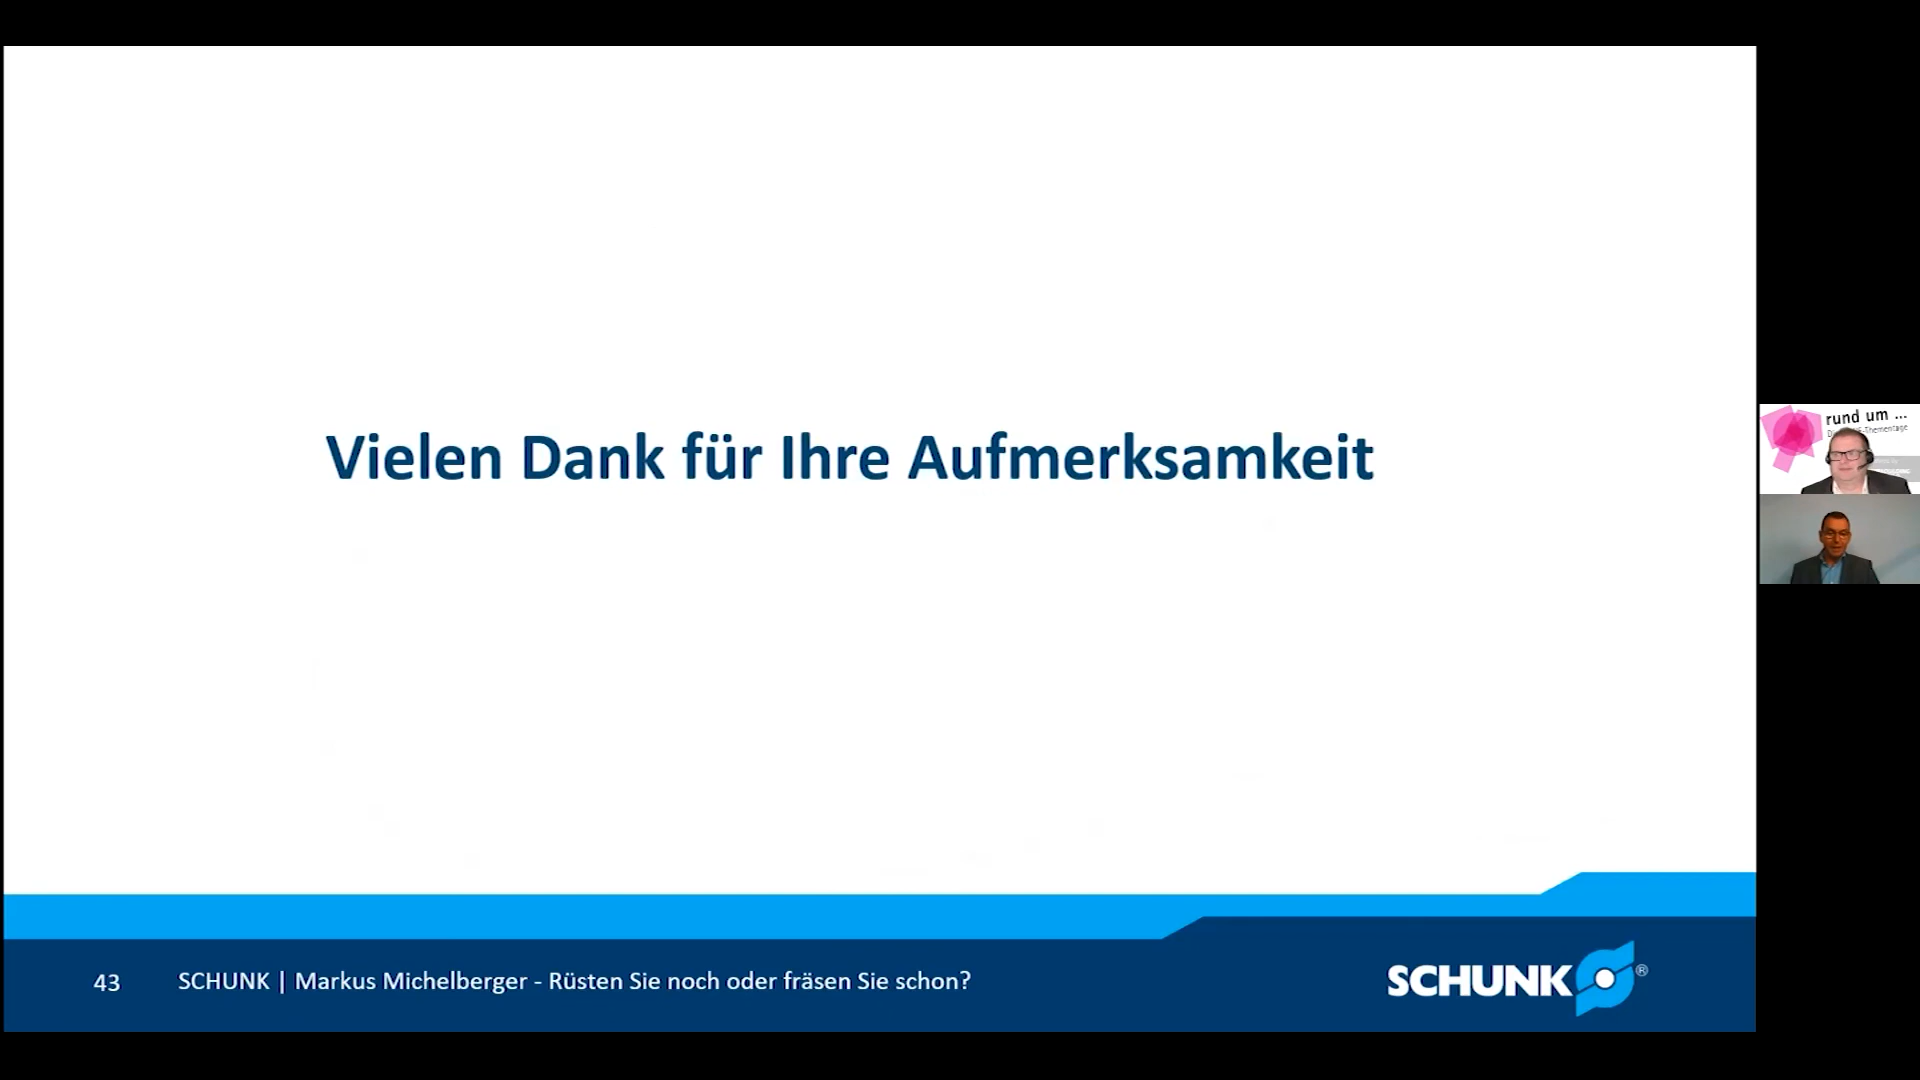 Vielen Dank für Ihre Aufmerksamkeit
rund um ...
43
SCHUNK | Markus Michelberger - Rüsten Sie noch oder fräsen Sie schon?
SCHUNK ®